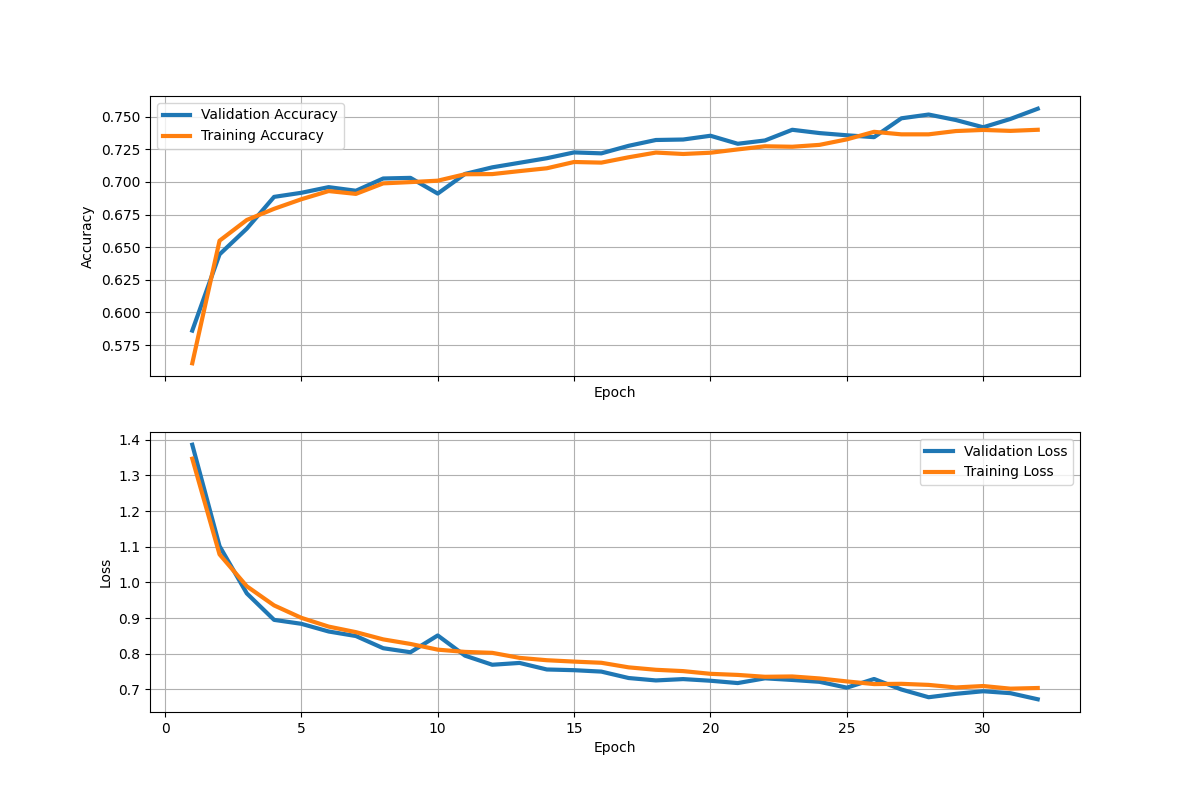 Validation Accuracy
Training Accuracy
0.750
0.725
0.700
0.675
0.650
0.625
0.600
0.575
Accuracy
Epoch
Validation Loss
Training Loss
1.4
1.3
1.2
1.1
1.0
0.9
0.8
0.7
Loss
0 5 10 15 20 25 30
Epoch